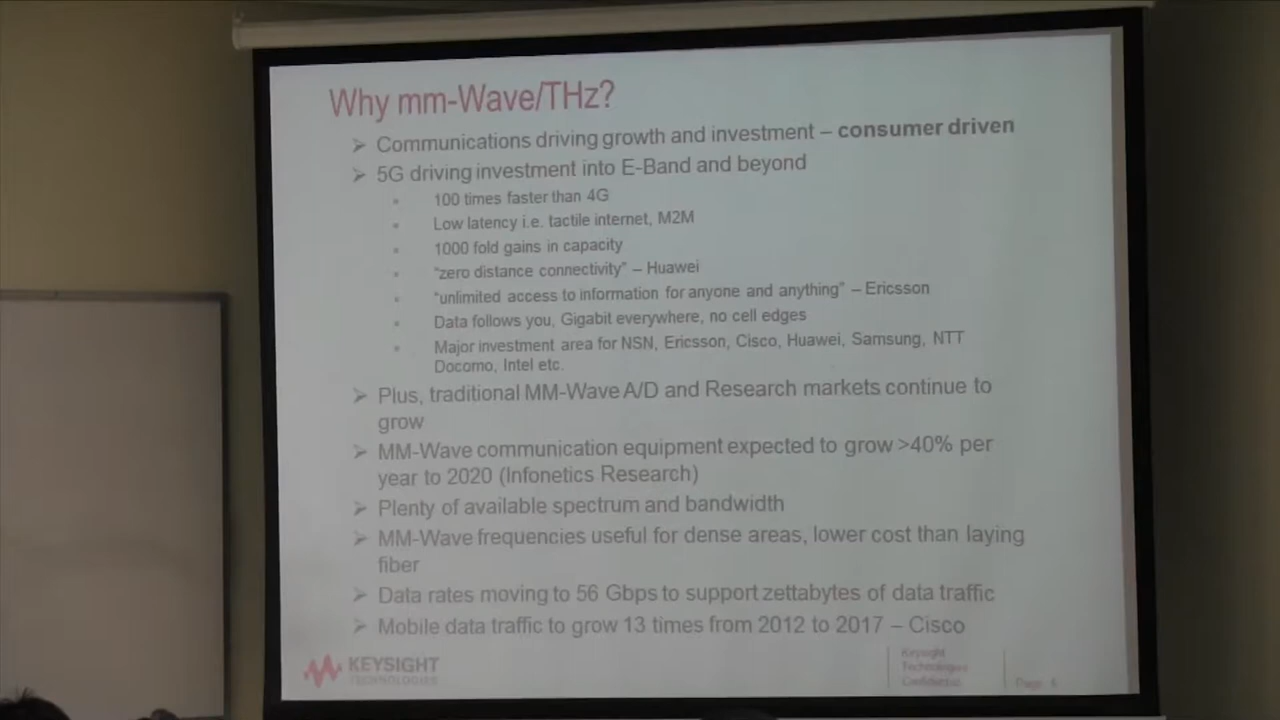 Why mm-Wave/THz?
Communications driving growth and investment – consumer driven
5G driving investment into E-Band and beyond
100 times faster than 4G
Low latency i.e. tactile internet, M2M
1000 fold gains in capacity
"zero distance connectivity" – Huawei
"unlimited access to information for anyone and anything" – Ericsson
Data follows you, Gigabit everywhere, no cell edges
Major investment area for NSN, Ericsson, Cisco, Huawei, Samsung, NTT
Docomo, Intel etc.
Plus, traditional MM-Wave A/D and Research markets continue to
grow
MM-Wave communication equipment expected to grow >40% per
year to 2020 (Infonetics Research)
Plenty of available spectrum and bandwidth
MM-Wave frequencies useful for dense areas, lower cost than laying
fiber
Data rates moving to 56 Gbps to support zettabytes of data traffic
Mobile data traffic to grow 13 times from 2012 to 2017 – Cisco
KEYSIGHT
TECHNOLOGIES
Keysight
Technologies
Confidential
Page